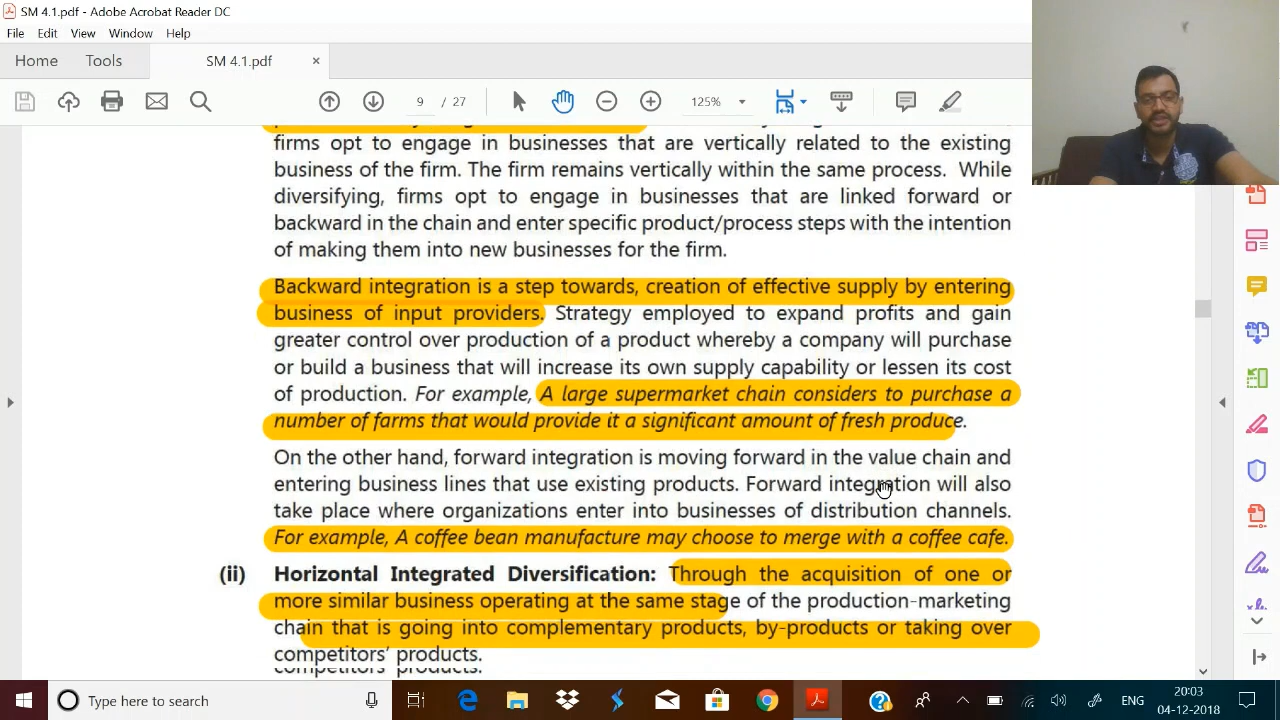 SM 4.1.pdf - Adobe Acrobat Reader DC
File Edit View Window Help
Home Tools SM 4.1.pdf ×
9 / 27 125%
firms opt to engage in businesses that are vertically related to the existing
business of the firm. The firm remains vertically within the same process. While
diversifying, firms opt to engage in businesses that are linked forward or
backward in the chain and enter specific product/process steps with the intention
of making them into new businesses for the firm.
Backward integration is a step towards, creation of effective supply by entering
business of input providers. Strategy employed to expand profits and gain
greater control over production of a product whereby a company will purchase
or build a business that will increase its own supply capability or lessen its cost
of production. For example, A large supermarket chain considers to purchase a
number of farms that would provide it a significant amount of fresh produce.
On the other hand, forward integration is moving forward in the value chain and
entering business lines that use existing products. Forward integration will also
take place where organizations enter into businesses of distribution channels.
For example, A coffee bean manufacture may choose to merge with a coffee cafe.
(ii) Horizontal Integrated Diversification: Through the acquisition of one or
more similar business operating at the same stage of the production-marketing
chain that is going into complementary products, by-products or taking over
competitors' products.
competitors' products.
Type here to search
ENG
20:03
04-12-2018